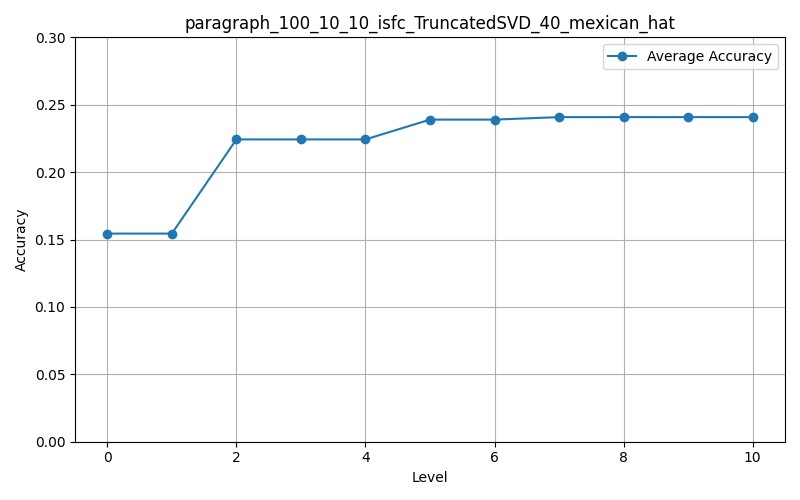 paragraph_100_10_10_isfc_TruncatedSVD_40_mexican_hat
Average Accuracy
0.30
0.25
0.20
0.15
0.10
0.05
0.00
Accuracy
0 2 4 6 8 10
Level